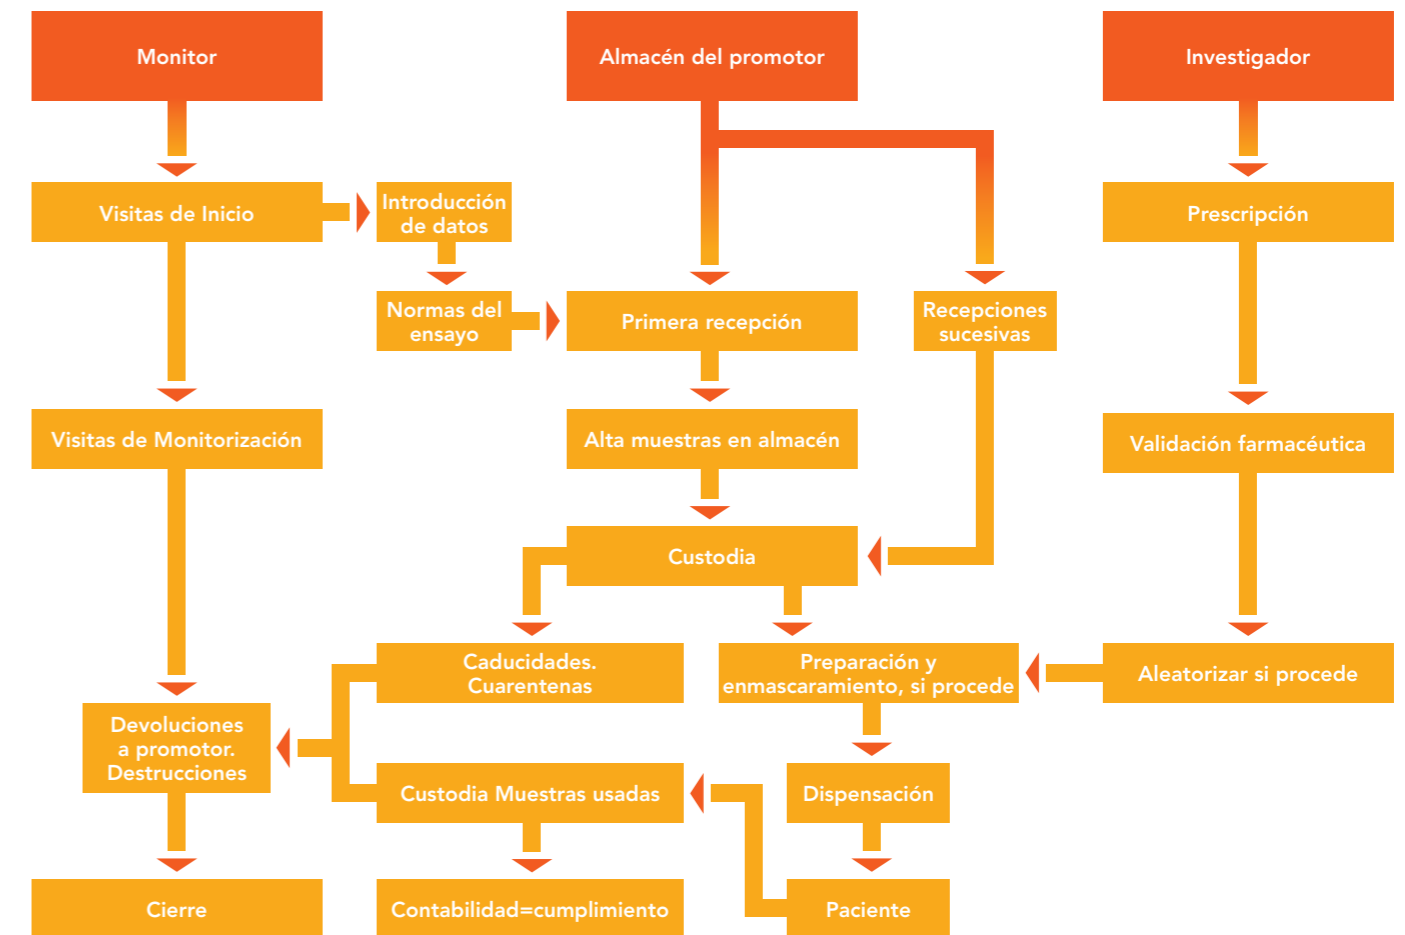 Monitor
Almacén del promotor
Investigador
Visitas de Inicio
Introducción
de datos
Prescripción
Normas del
ensayo
Primera recepción
Recepciones
sucesivas
Visitas de Monitorización
Alta muestras en almacén
Validación farmacéutica
Custodia
Caducidades.
Cuarentenas
Preparación y
enmascaramiento, si procede
Aleatorizar si procede
Devoluciones
a promotor.
Destrucciones
Custodia Muestras usadas
Dispensación
Cierre
Contabilidad=cumplimiento
Paciente